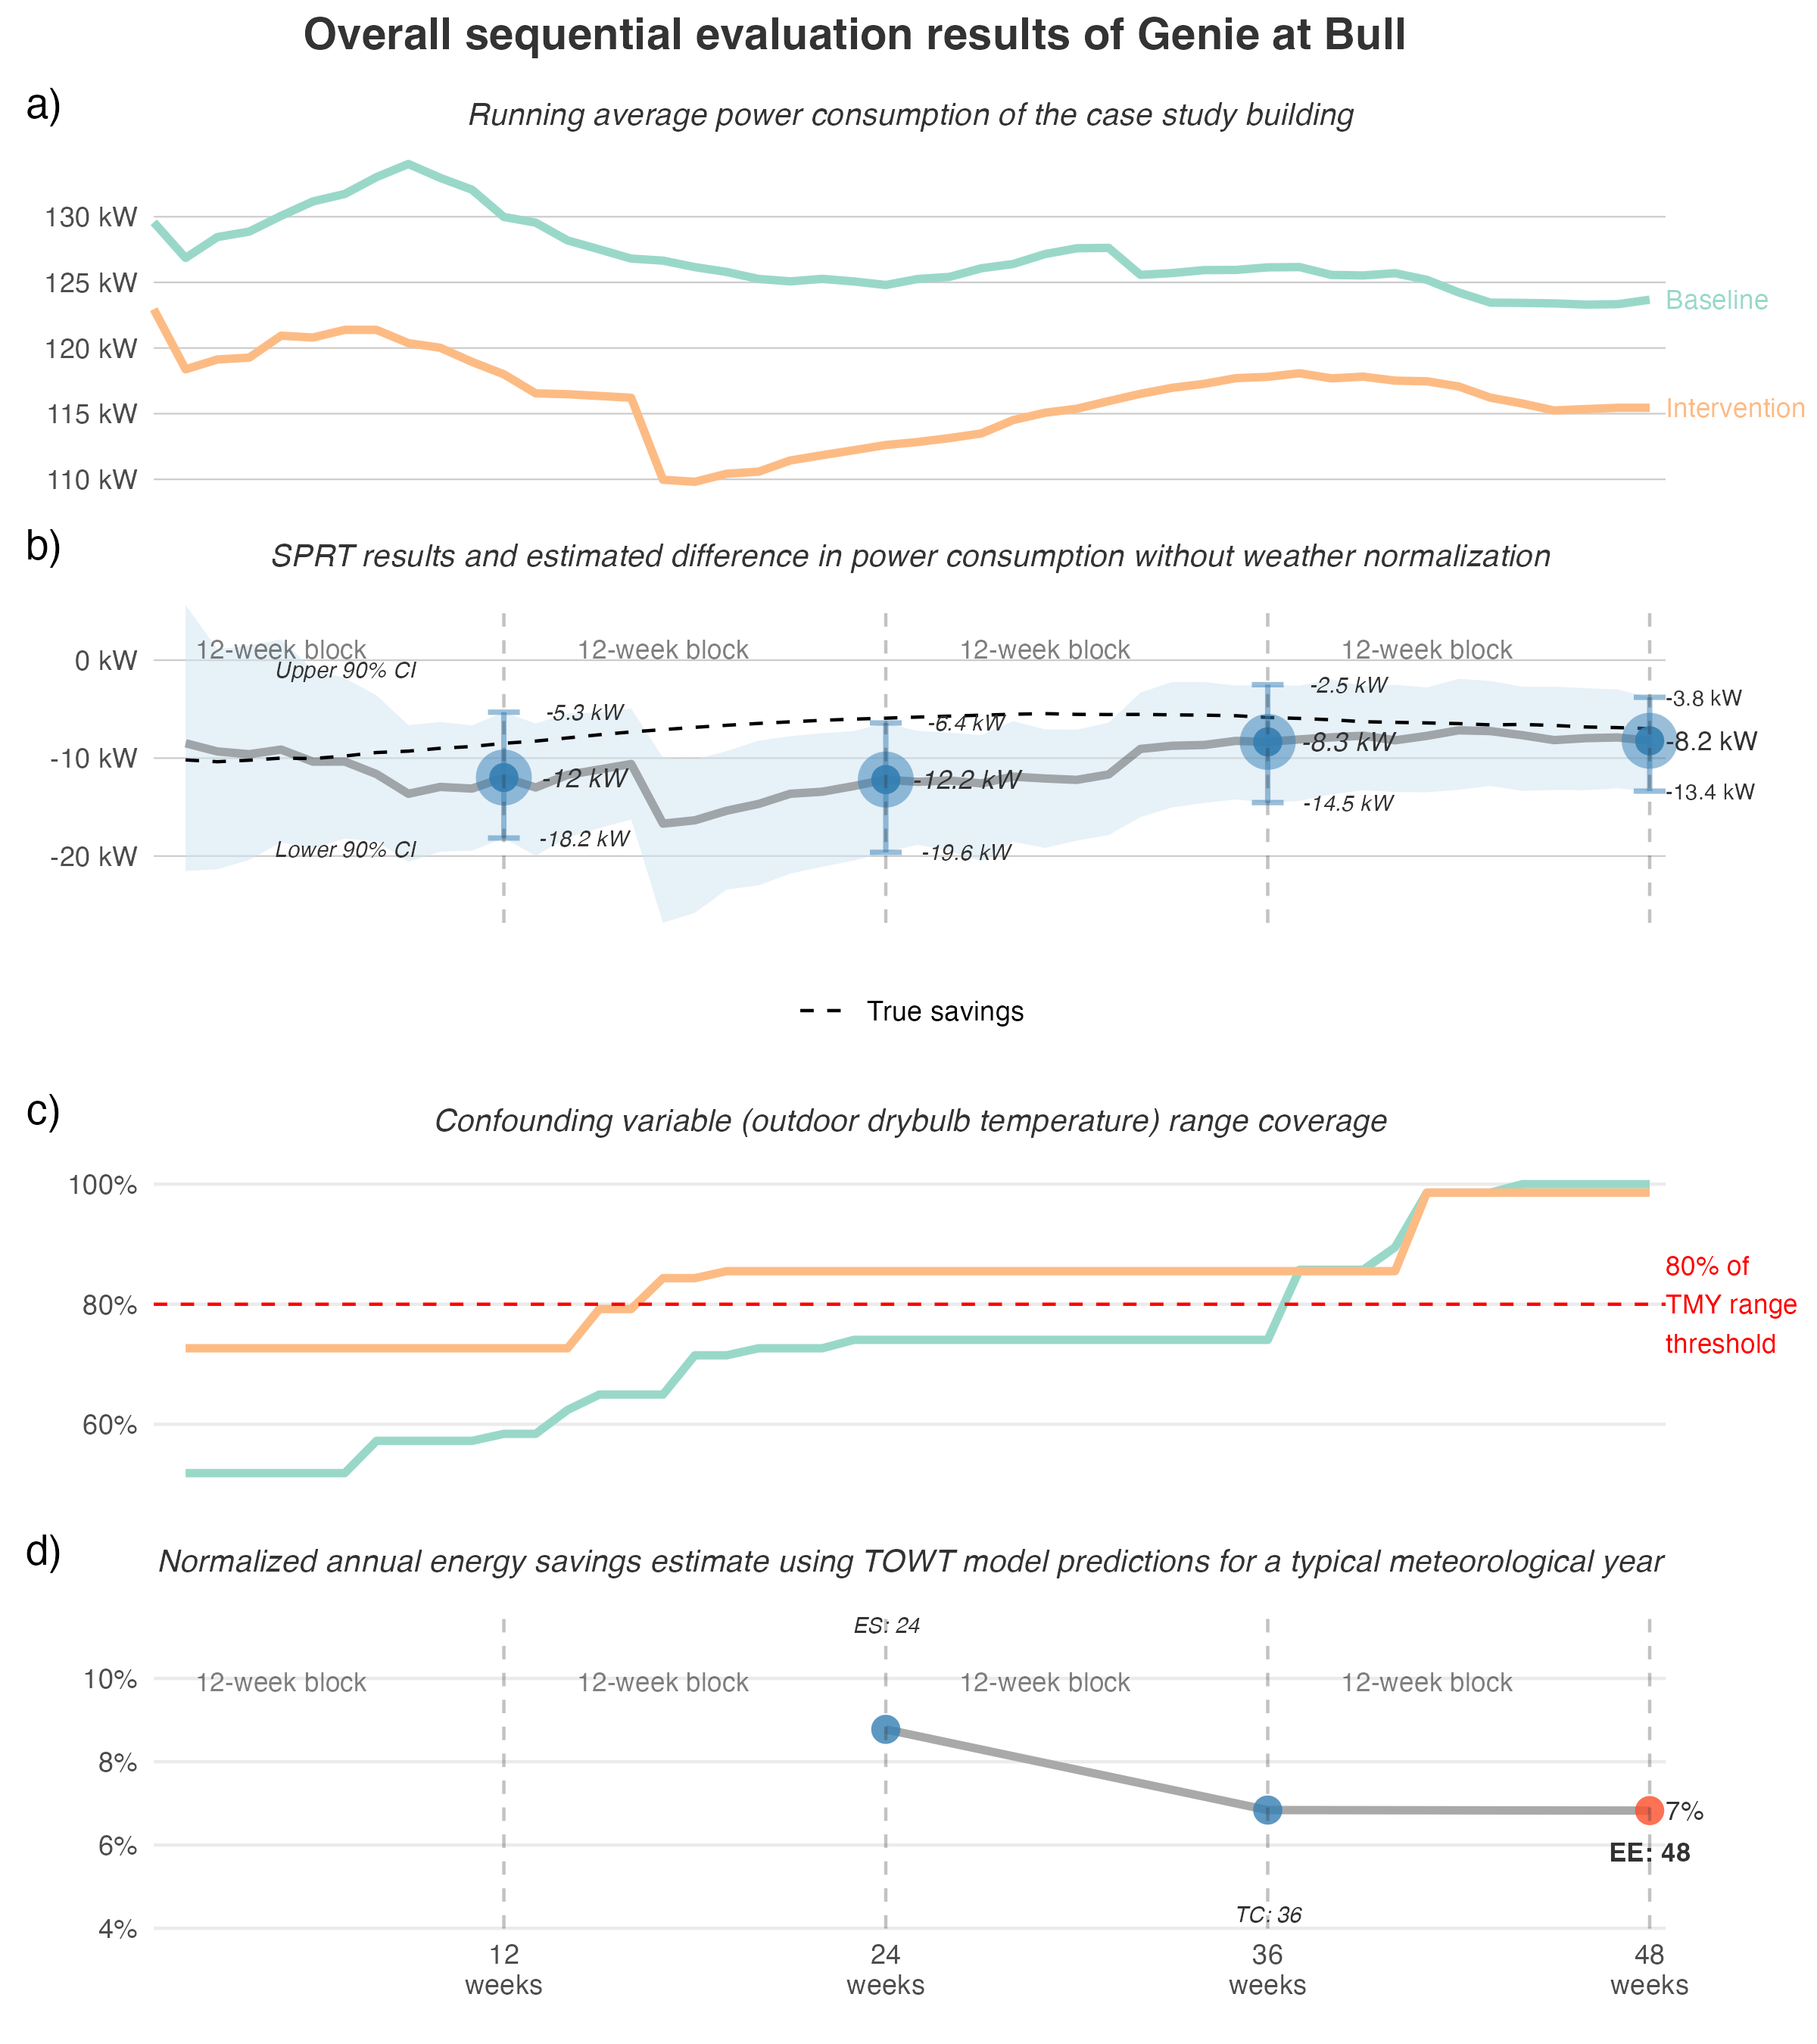 Overall sequential evaluation results of Genie at Bull
a)
Running average power consumption of the case study building
130 kW
125 kW
120 kW
115 kW
110 kW
Baseline
Intervention
b)
SPRT results and estimated difference in power consumption without weather normalization
12-week block
12-week block
12-week block
12-week block
0 kW
-10 kW
-20 kW
Upper 90% CI
Lower 90% CI
-5.3 kW
-12 kW
-18.2 kW
-6.4 kW
-12.2 kW
-19.6 kW
-2.5 kW
-8.3 kW
-14.5 kW
-3.8 kW
-8.2 kW
-13.4 kW
True savings
c)
Confounding variable (outdoor drybulb temperature) range coverage
100%
80%
60%
80% of
TMY range
threshold
d)
Normalized annual energy savings estimate using TOWT model predictions for a typical meteorological year
ES: 24
10%
8%
6%
4%
12-week block
12-week block
12-week block
12-week block
7%
EE: 48
TC: 36
12
weeks
24
weeks
36
weeks
48
weeks